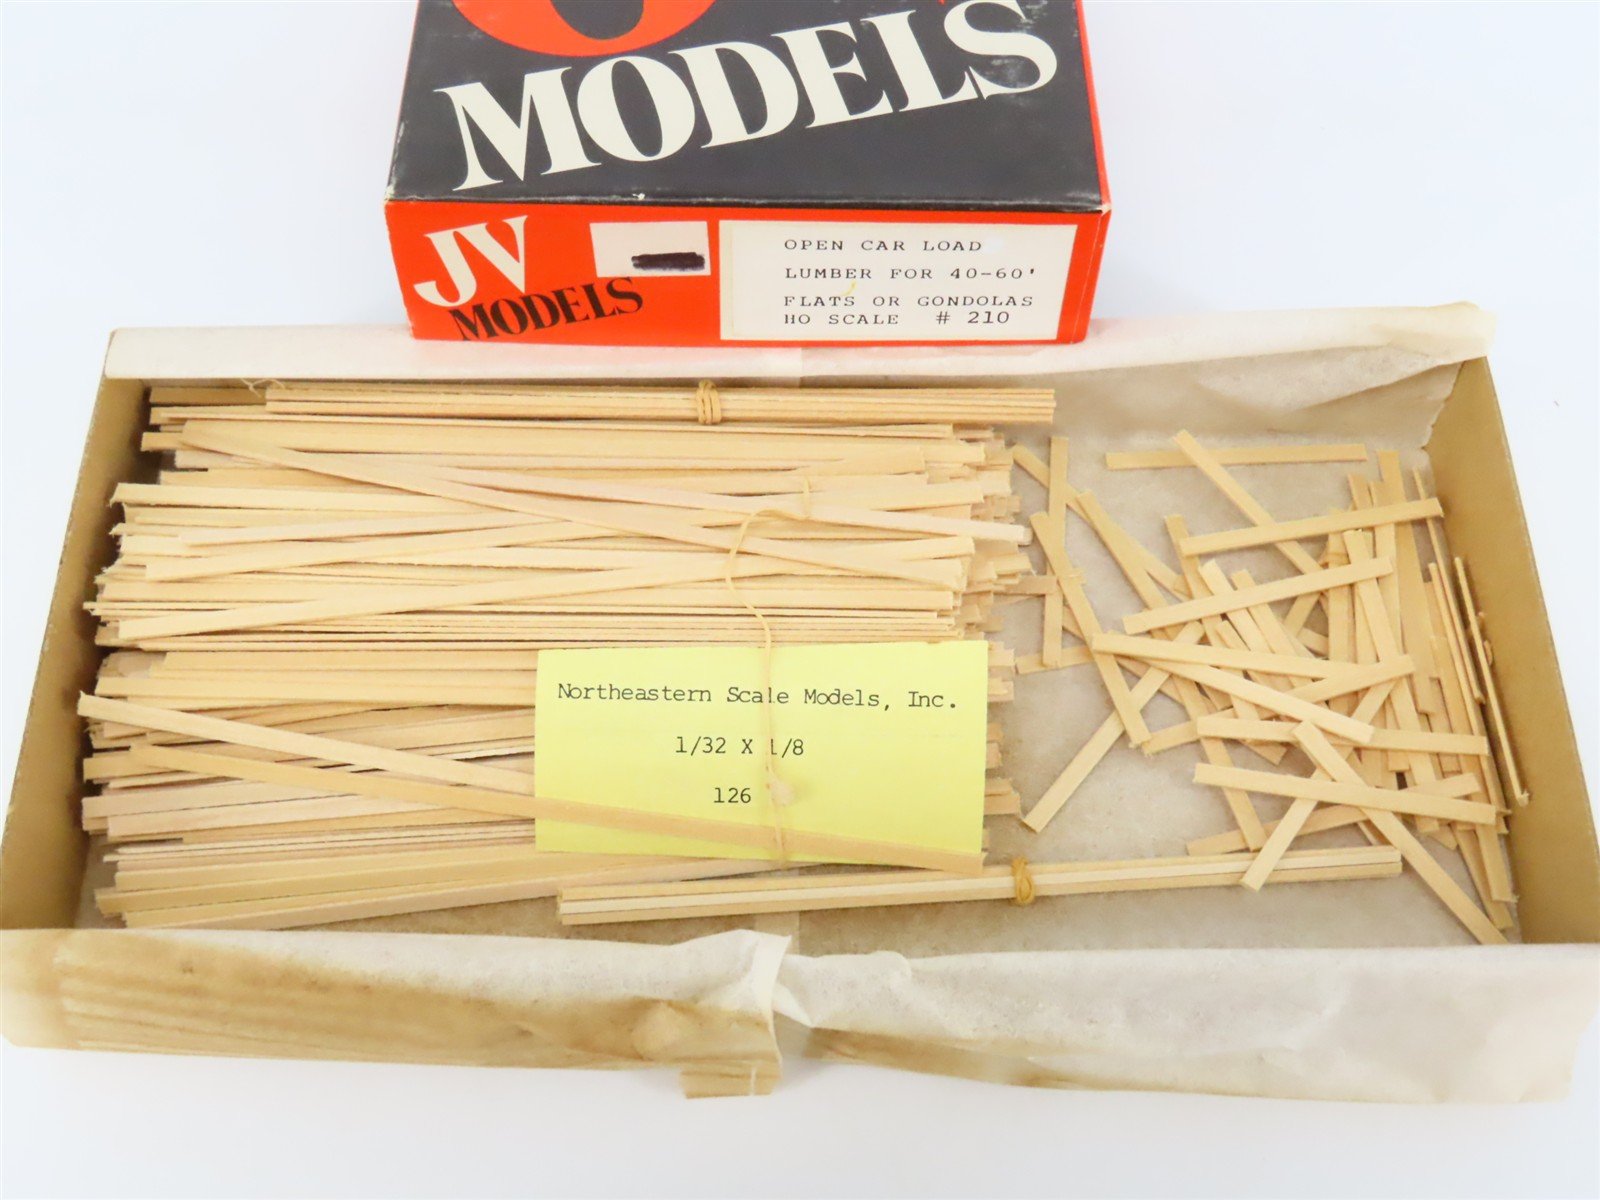 MODELS
JV
MODELS
OPEN CAR LOAD
LUMBER FOR 40-60'
FLATS OR GONDOLAS
HO SCALE # 210
Northeastern Scale Models, Inc.
1/32 X 1/8
126